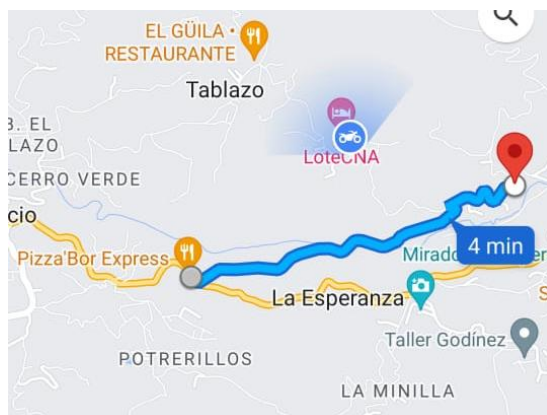 EL GÜILA •
RESTAURANTE
Tablazo
B. EL
LAZO
CERRO VERDE
LoteCNA
cio
Pizza'Bor Express
4 min
Mirado
La Esperanza
Taller Godínez
POTRERILLOS
LA MINILLA